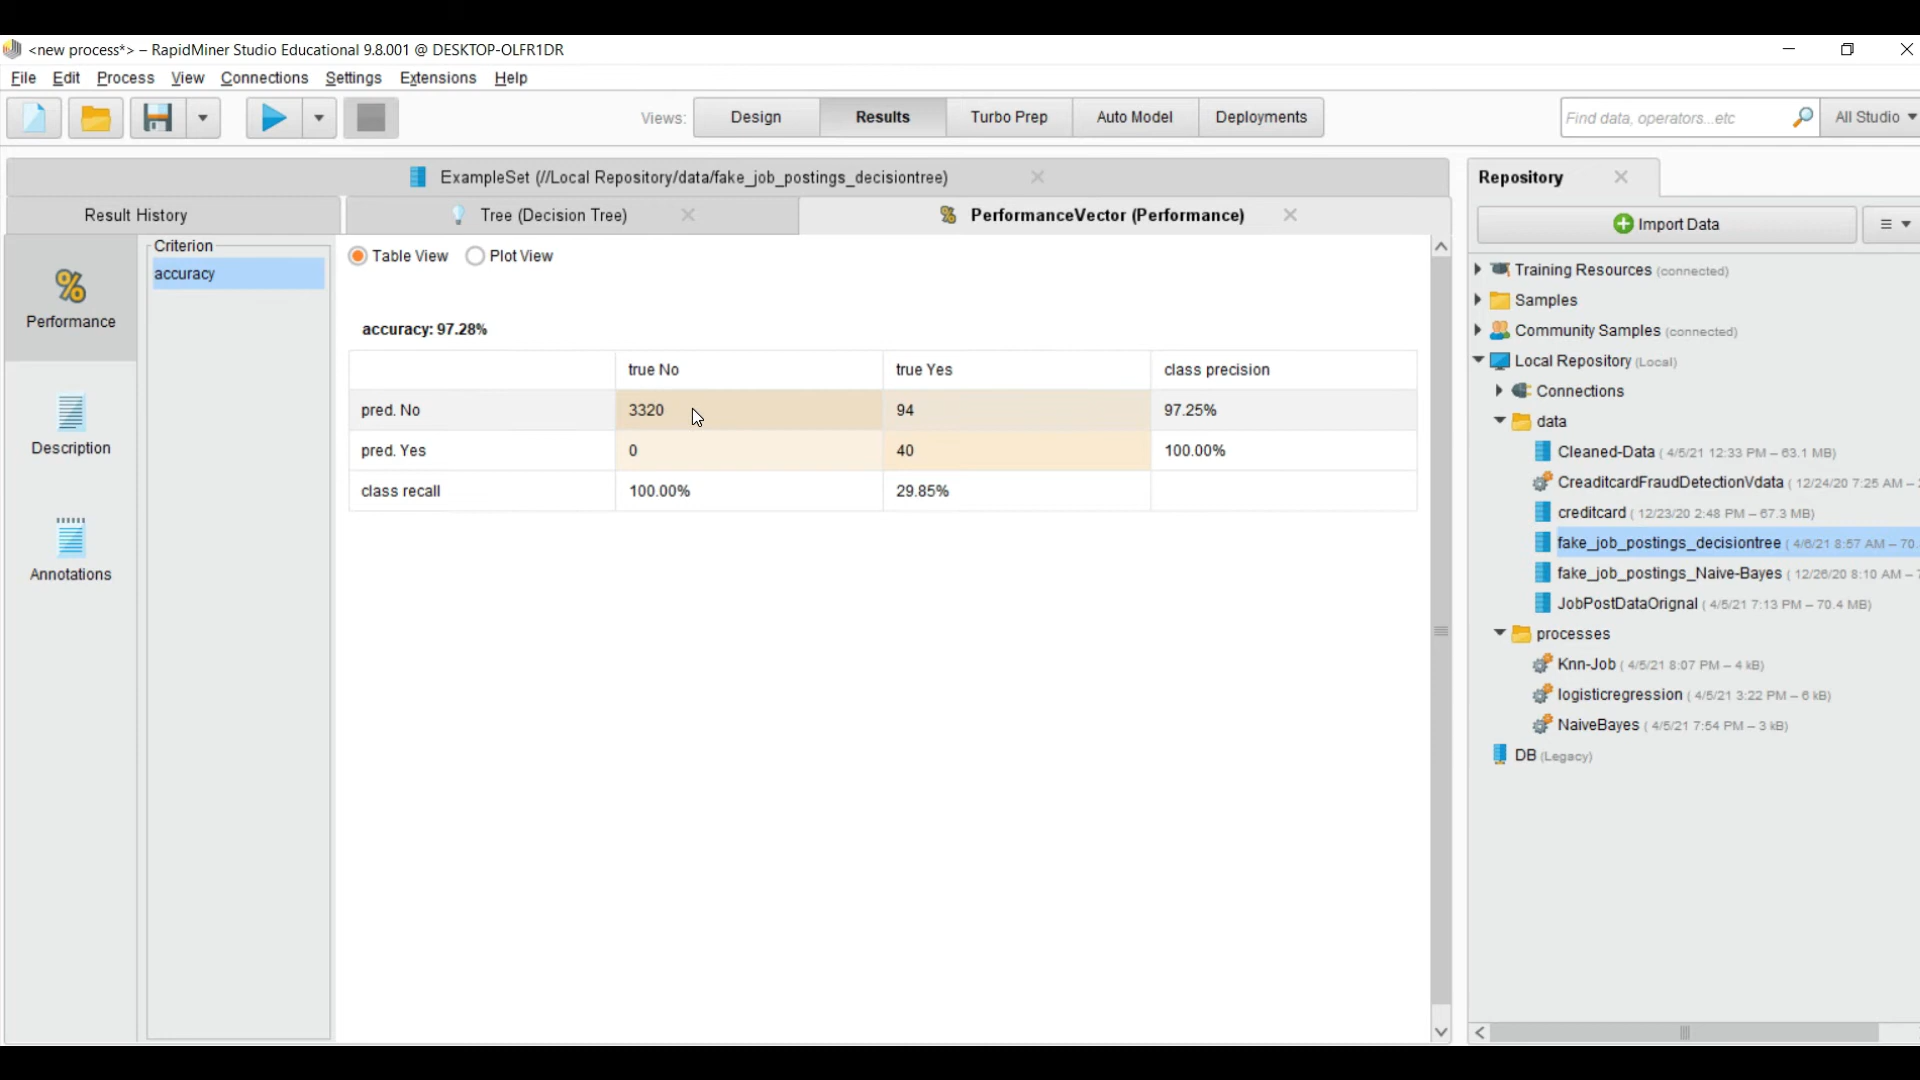 <new process*> – RapidMiner Studio Educational 9.8.001 @ DESKTOP-OLFR1DR
File Edit Process View Connections Settings Extensions Help
Views: Design Results Turbo Prep Auto Model Deployments
Find data, operators...etc
All Studio
ExampleSet (//Local Repository/data/fake_job_postings_decisiontree)
Result History
Tree (Decision Tree)
PerformanceVector (Performance)
%
Performance
Description
Annotations
Criterion
accuracy
Table View Plot View
accuracy: 97.28%
true No true Yes class precision
pred. No 3320 94 97.25%
pred. Yes 0 40 100.00%
class recall 100.00% 29.85%
Repository
Import Data
Training Resources (connected)
Samples
Community Samples (connected)
Local Repository (Local)
Connections
data
Cleaned-Data ( 4/5/21 12:33 PM – 63.1 MB)
CreaditcardFraudDetectionVdata ( 12/24/20 7:25 AM –
creditcard ( 12/23/20 2:48 PM – 67.3 MB)
fake_job_postings_decisiontree ( 4/6/21 8:57 AM – 70.
fake_job_postings_Naive-Bayes ( 12/26/20 8:10 AM –
JobPostDataOrignal ( 4/5/21 7:13 PM – 70.4 MB)
processes
Knn-Job ( 4/5/21 8:07 PM – 4 kB)
logisticregression ( 4/5/21 3:22 PM – 6 kB)
NaiveBayes ( 4/5/21 7:54 PM – 3 kB)
DB (Legacy)